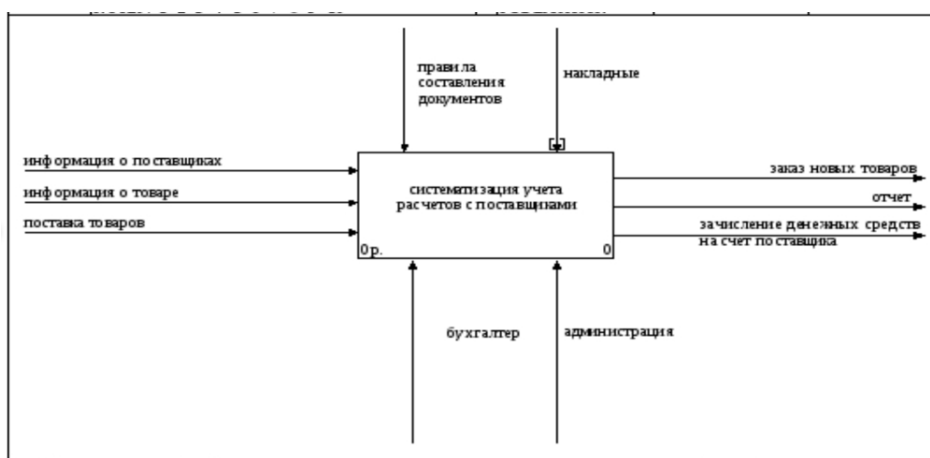 правила
составления
документов
накладные
информация о поставщиках
информация о товаре
поставка товаров
систематизация учета
расчетов с поставщиками
0р.
0
заказ новых товаров
отчет
зачисление денежных средств
на счет поставщика
бухгалтер
администрация